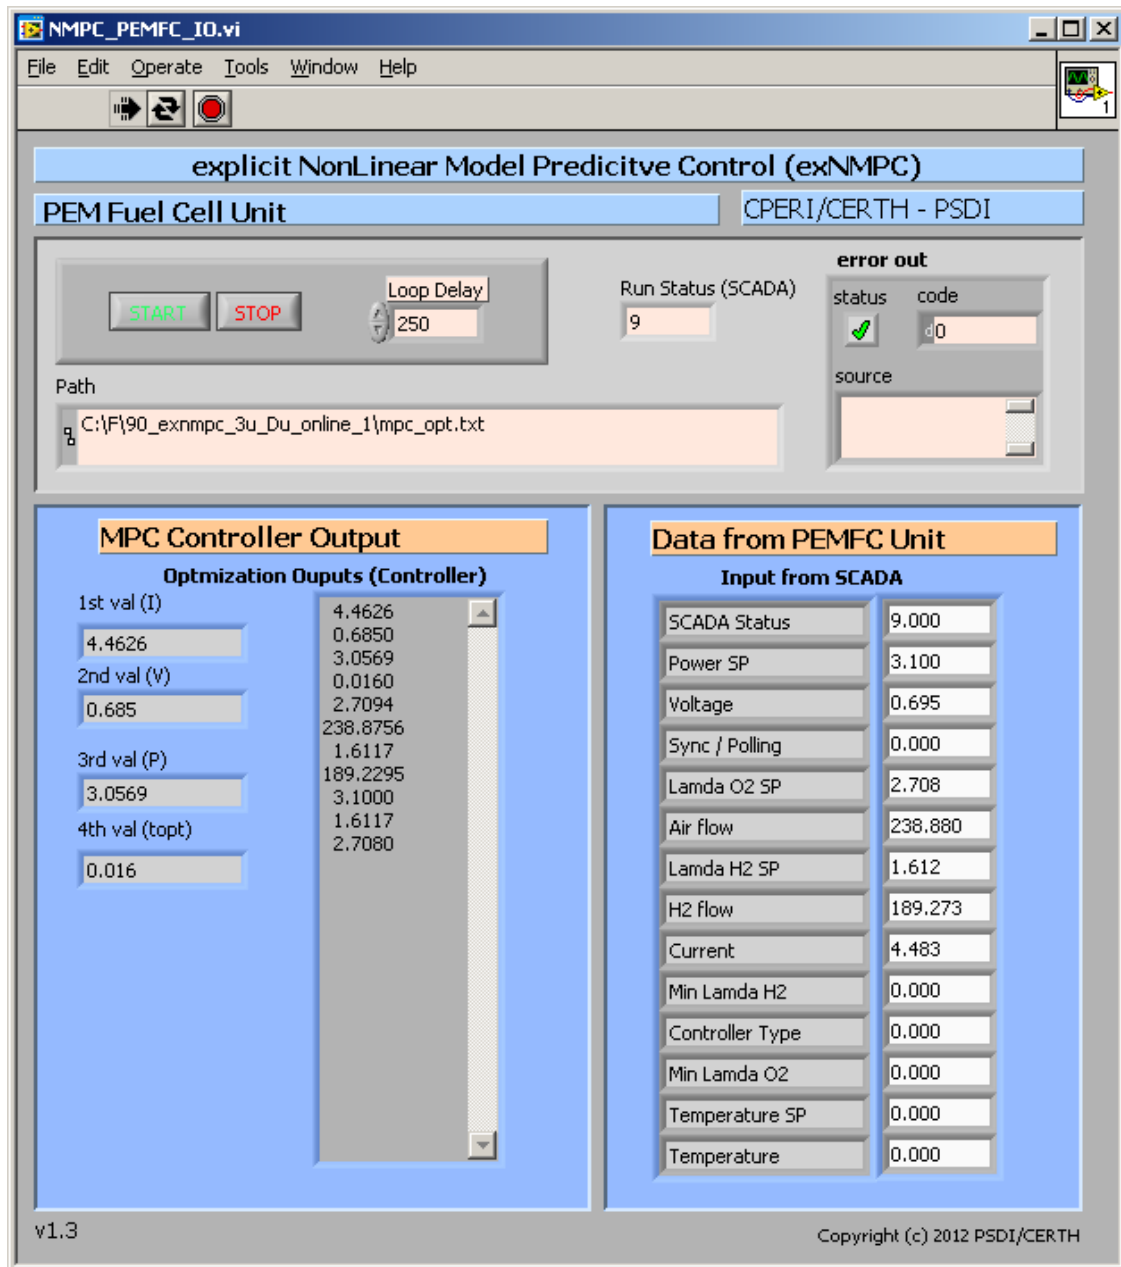 NMPC_PEMFC_IO.vi
File Edit Operate Tools Window Help
1
explicit NonLinear Model Predicitve Control (exNMPC)
PEM Fuel Cell Unit
CPERI/CERTH - PSDI
START
STOP
Loop Delay
250
Run Status (SCADA)
9
error out
status
code
d0
source
Path
C:\F\90_exnmpc_3u_Du_online_1\mpc_opt.txt
MPC Controller Output
Optmization Ouputs (Controller)
1st val (I)
4.4626
2nd val (V)
0.685
3rd val (P)
3.0569
4th val (topt)
0.016
4.4626
0.6850
3.0569
0.0160
2.7094
238.8756
1.6117
189.2295
3.1000
1.6117
2.7080
Data from PEMFC Unit
Input from SCADA
SCADA Status 9.000
Power SP 3.100
Voltage 0.695
Sync / Polling 0.000
Lamda O2 SP 2.708
Air flow 238.880
Lamda H2 SP 1.612
H2 flow 189.273
Current 4.483
Min Lamda H2 0.000
Controller Type 0.000
Min Lamda O2 0.000
Temperature SP 0.000
Temperature 0.000
v1.3
Copyright (c) 2012 PSDI/CERTH